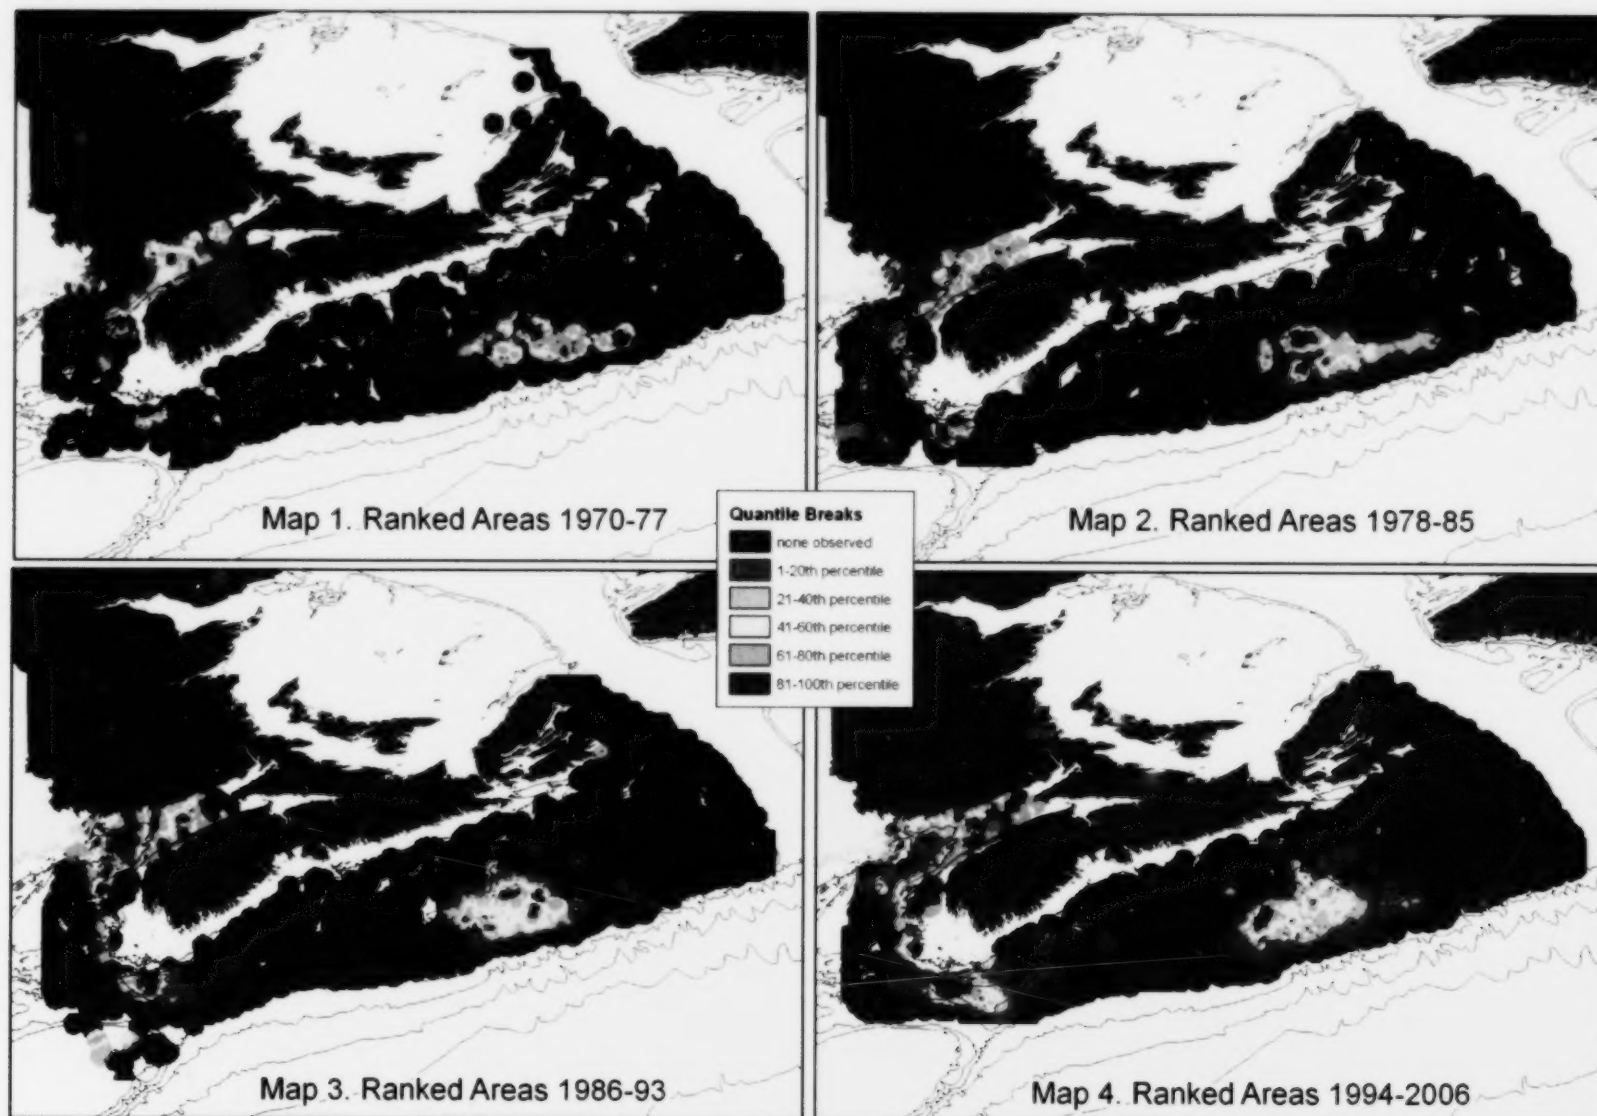 Map 1. Ranked Areas 1970-77
Map 2. Ranked Areas 1978-85
Quantile Breaks
none observed
1-20th percentile
21-40th percentile
41-60th percentile
61-80th percentile
81-100th percentile
Map 3. Ranked Areas 1986-93
Map 4. Ranked Areas 1994-2006